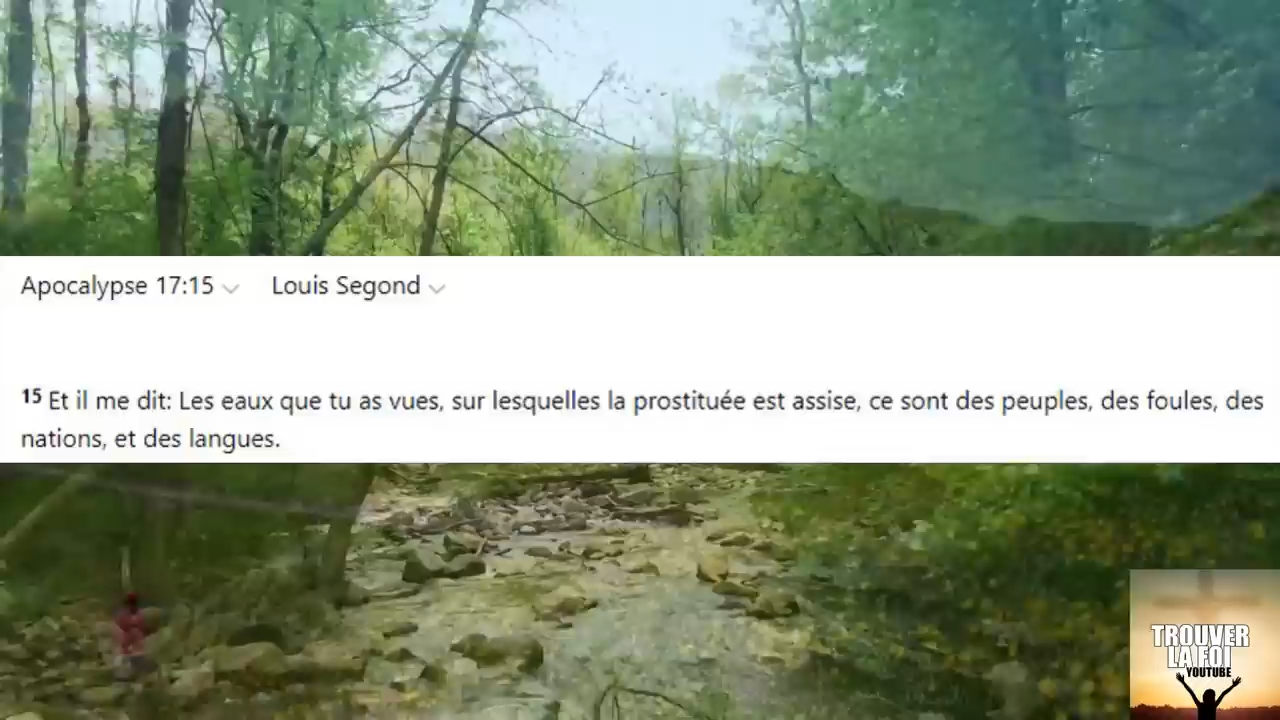 Apocalypse 17:15 Louis Segond
15 Et il me dit: Les eaux que tu as vues, sur lesquelles la prostituée est assise, ce sont des peuples, des foules, des
nations, et des langues.
TROUVER
LA FOI
YOUTUBE